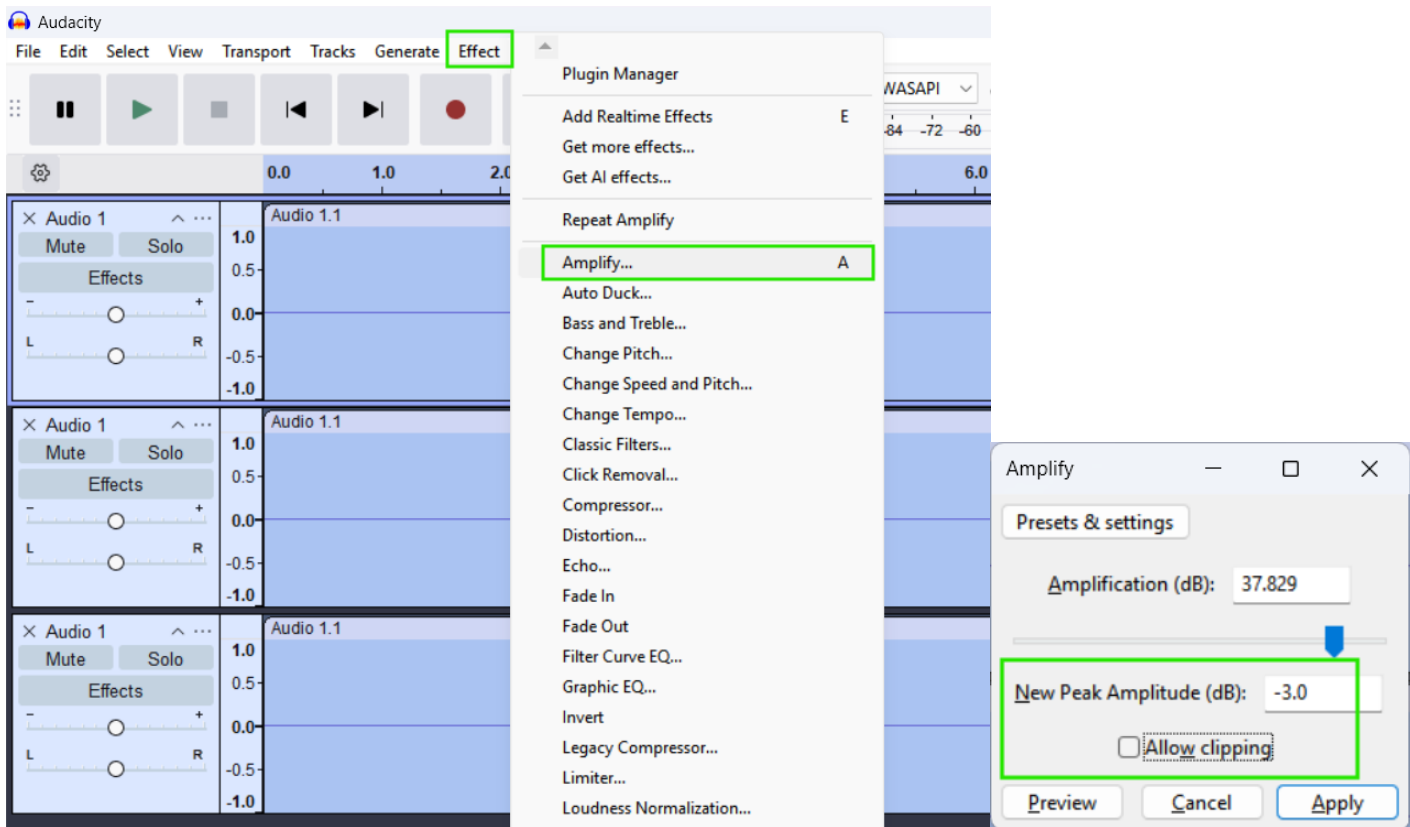 Audacity
File Edit Select View Transport Tracks Generate Effect
WASAPI
-84 -72 -60
0.0 1.0 2.0 6.0
Audio 1
Mute Solo
Effects
- +
L R
1.0
0.5
0.0
-0.5
-1.0
Audio 1.1
Audio 1
Mute Solo
Effects
- +
L R
1.0
0.5
0.0
-0.5
-1.0
Audio 1.1
Audio 1
Mute Solo
Effects
- +
L R
1.0
0.5
0.0
-0.5
-1.0
Audio 1.1
Plugin Manager
Add Realtime Effects E
Get more effects...
Get AI effects...
Repeat Amplify
Amplify... A
Auto Duck...
Bass and Treble...
Change Pitch...
Change Speed and Pitch...
Change Tempo...
Classic Filters...
Click Removal...
Compressor...
Distortion...
Echo...
Fade In
Fade Out
Filter Curve EQ...
Graphic EQ...
Invert
Legacy Compressor...
Limiter...
Loudness Normalization...
Amplify
Presets & settings
Amplification (dB): 37.829
New Peak Amplitude (dB): -3.0
Allow clipping
Preview Cancel Apply